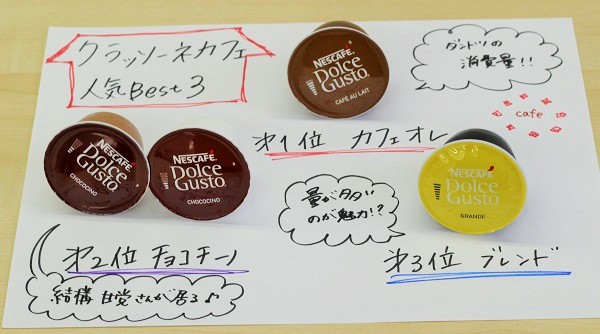 クラッソーネカフェ
人気Best3
NESCAFÉ
Dolce
Gusto
CAFÉ AU LAIT
ダントツの
消費量!!
cafe
第1位 カフェオレ
NESCAFÉ
Dolce
Gusto
CHOCOCINO
NESCAFÉ
Dolce
Gusto
CHOCOCINO
NESCAFÉ
Dolce
Gusto
GRANDE
量が多い
のが魅力!?
第2位 チョコチーノ
結構甘党さんが居る♪
第3位 ブレンド